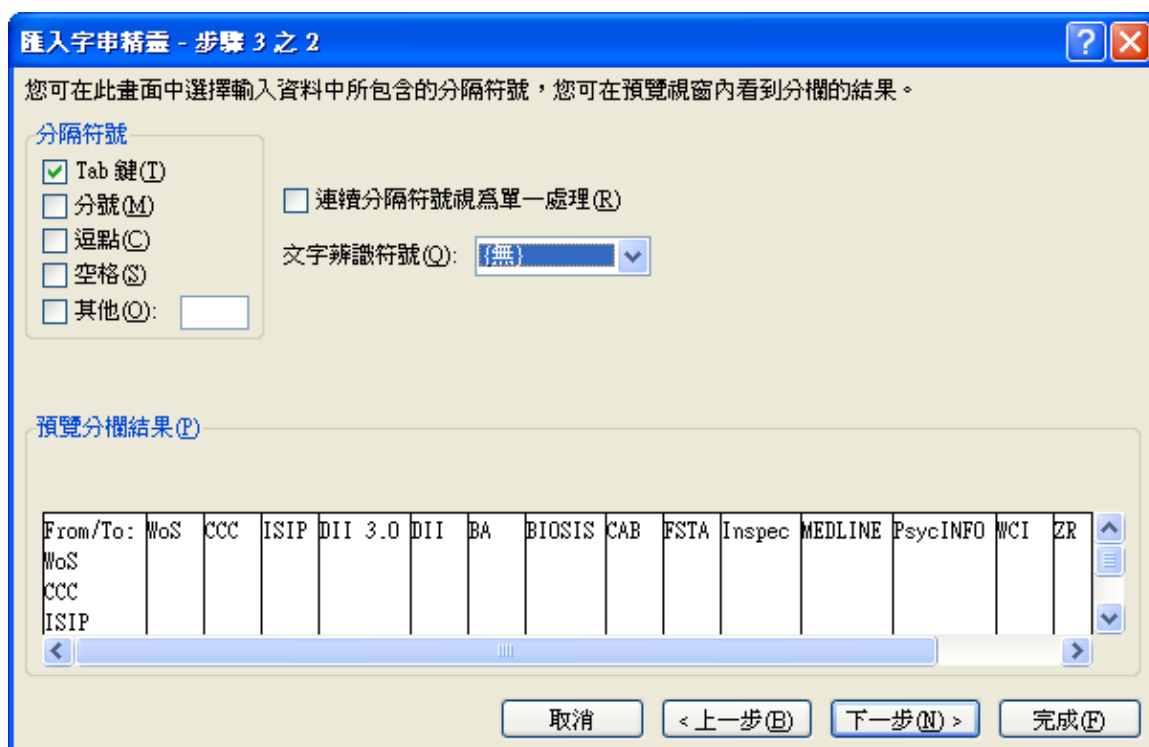 匯入字串精靈 - 步驟 3 之 2
您可在此畫面中選擇輸入資料中所包含的分隔符號，您可在預覽視窗內看到分欄的結果。
分隔符號
Tab 鍵(T)
分號(M)
逗點(C)
空格(S)
其他(O):
連續分隔符號視為單一處理(R)
文字辨識符號(Q): {無}
預覽分欄結果(P)
From/To: WoS CCC ISIP DII 3.0 DII BA BIOSIS CAB FSTA Inspec MEDLINE PsycINFO WCI ZR
WoS
CCC
ISIP
取消 <上一步(B) 下一步(N)> 完成(F)